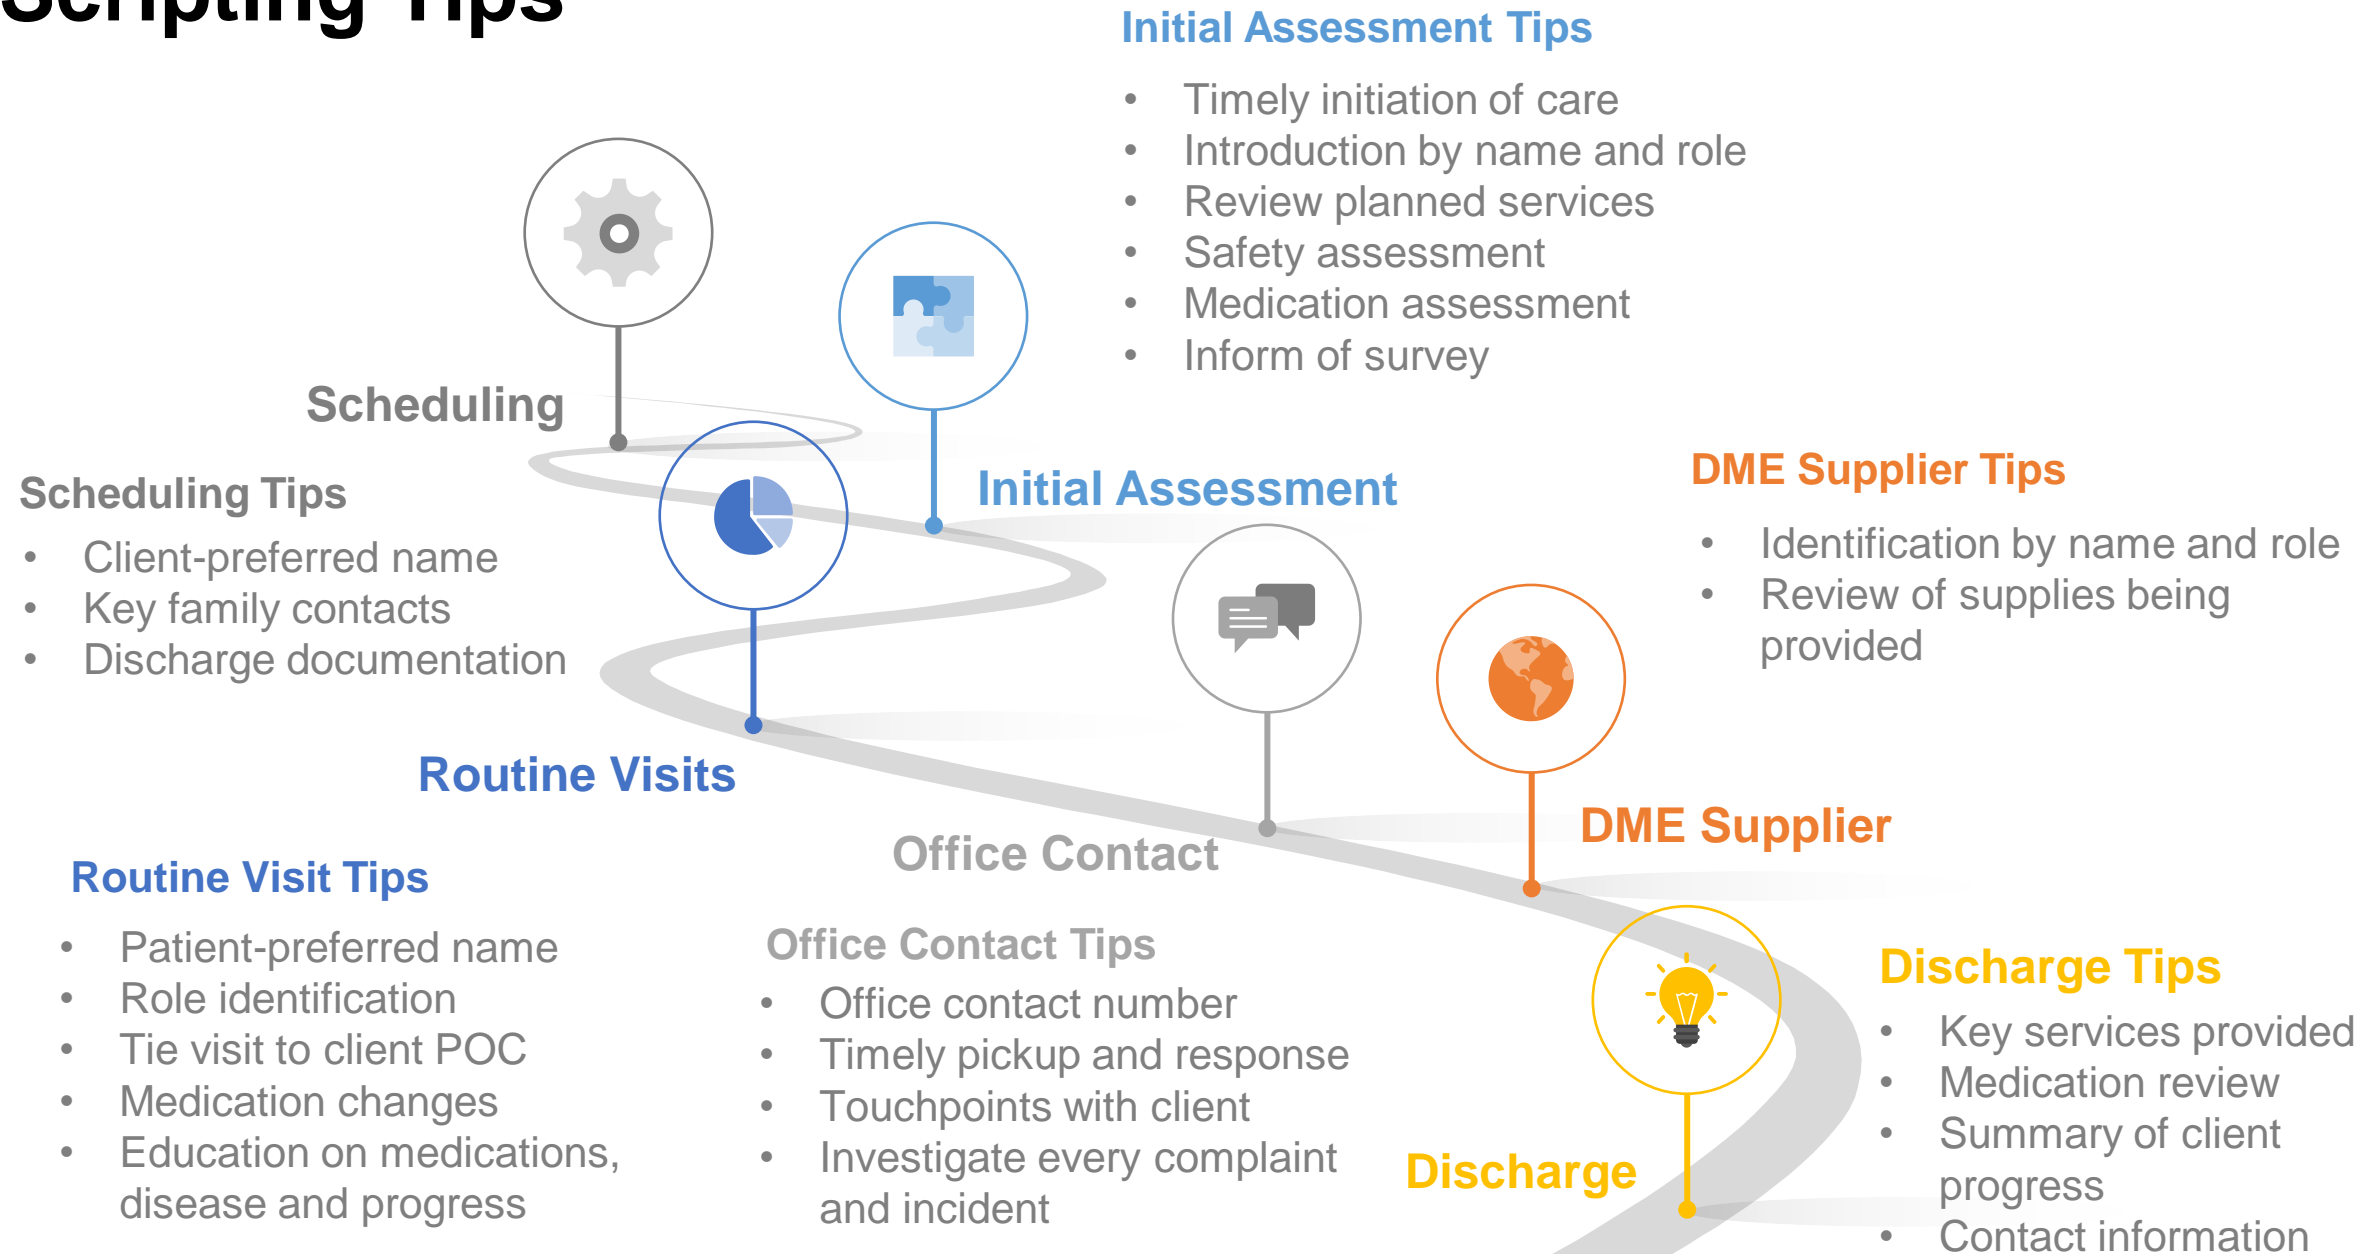 Scripting Tips
Initial Assessment Tips
• Timely initiation of care
• Introduction by name and role
• Review planned services
• Safety assessment
• Medication assessment
• Inform of survey
Scheduling
Scheduling Tips
• Client-preferred name
• Key family contacts
• Discharge documentation
Initial Assessment
DME Supplier Tips
• Identification by name and role
• Review of supplies being
provided
Routine Visits
DME Supplier
Office Contact
Routine Visit Tips
• Patient-preferred name
• Role identification
• Tie visit to client POC
• Medication changes
• Education on medications,
disease and progress
Office Contact Tips
• Office contact number
• Timely pickup and response
• Touchpoints with client
• Investigate every complaint
and incident
Discharge
Discharge Tips
• Key services provided
• Medication review
• Summary of client
progress
• Contact information